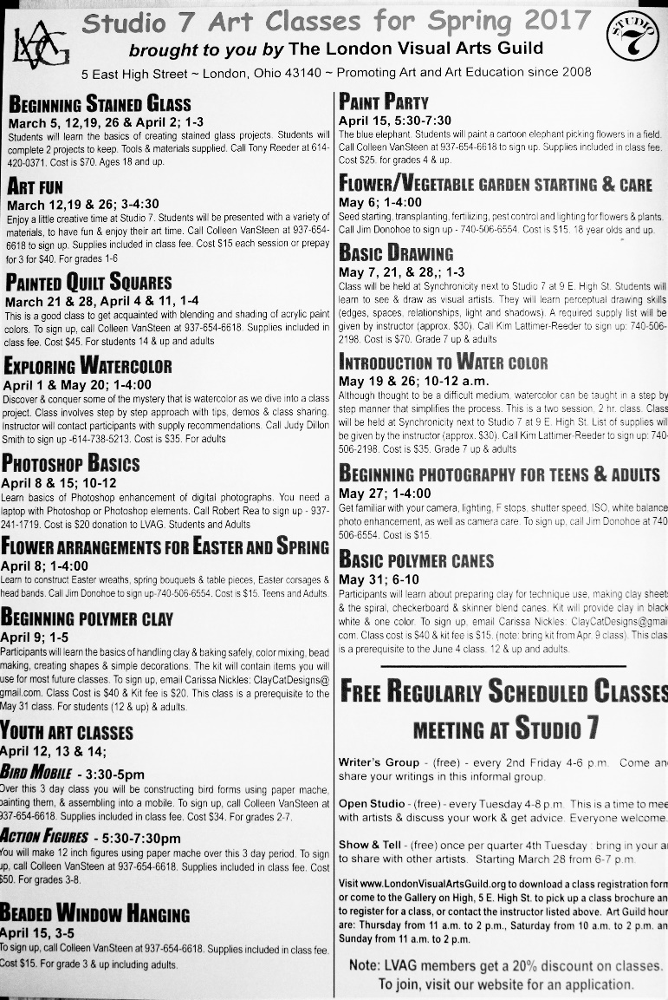 LVAG
Studio 7 Art Classes for Spring 2017
brought to you by The London Visual Arts Guild
5 East High Street ~ London, Ohio 43140 ~ Promoting Art and Art Education since 2008
STUDIO
7
BEGINNING STAINED GLASS
March 5, 12,19, 26 & April 2; 1-3
Students will learn the basics of creating stained glass projects. Students will
complete 2 projects to keep. Tools & materials supplied. Call Tony Reeder at 614-
420-0371. Cost is $70. Ages 18 and up.
ART FUN
March 12,19 & 26; 3-4:30
Enjoy a little creative time at Studio 7. Students will be presented with a variety of
materials, to have fun & enjoy their art time. Call Colleen VanSteen at 937-654-
6618 to sign up. Supplies included in class fee. Cost $15 each session or prepay
for 3 for $40. For grades 1-6
PAINTED QUILT SQUARES
March 21 & 28, April 4 & 11, 1-4
This is a good class to get acquainted with blending and shading of acrylic paint
colors. To sign up, call Colleen VanSteen at 937-654-6618. Supplies included in
class fee. Cost $45. For students 14 & up and adults
EXPLORING WATERCOLOR
April 1 & May 20; 1-4:00
Discover & conquer some of the mystery that is watercolor as we dive into a class
project. Class involves step by step approach with tips, demos & class sharing.
Instructor will contact participants with supply recommendations. Call Judy Dillon
Smith to sign up -614-738-5213. Cost is $35. For adults
PHOTOSHOP BASICS
April 8 & 15; 10-12
Learn basics of Photoshop enhancement of digital photographs. You need a
laptop with Photoshop or Photoshop elements. Call Robert Rea to sign up - 937-
241-1719. Cost is $20 donation to LVAG. Students and Adults
FLOWER ARRANGEMENTS FOR EASTER AND SPRING
April 8; 1-4:00
Learn to construct Easter wreaths, spring bouquets & table pieces, Easter corsages &
head bands. Call Jim Donohoe to sign up-740-506-6554. Cost is $15. Teens and Adults.
BEGINNING POLYMER CLAY
April 9; 1-5
Participants will learn the basics of handling clay & baking safely, color mixing, bead
making, creating shapes & simple decorations. The kit will contain items you will
use for most future classes. To sign up, email Carissa Nickles: ClayCatDesigns@
gmail.com. Class Cost is $40 & Kit fee is $20. This class is a prerequisite to the
May 31 class. For students (12 & up) & adults.
YOUTH ART CLASSES
April 12, 13 & 14;
BIRD MOBILE - 3:30-5pm
Over this 3 day class you will be constructing bird forms using paper mache,
painting them, & assembling into a mobile. To sign up, call Colleen VanSteen at
937-654-6618. Supplies included in class fee. Cost $34. For grades 2-7.
ACTION FIGURES - 5:30-7:30pm
You will make 12 inch figures using paper mache over this 3 day period. To sign
up, call Colleen VanSteen at 937-654-6618. Supplies included in class fee. Cost
$50. For grades 3-8.
BEADED WINDOW HANGING
April 15, 3-5
To sign up, call Colleen VanSteen at 937-654-6618. Supplies included in class fee.
Cost $15. For grade 3 & up including adults.
PAINT PARTY
April 15, 5:30-7:30
The blue elephant. Students will paint a cartoon elephant picking flowers in a field.
Call Colleen VanSteen at 937-654-6618 to sign up. Supplies included in class fee.
Cost $25. for grades 4 & up.
FLOWER/VEGETABLE GARDEN STARTING & CARE
May 6; 1-4:00
Seed starting, transplanting, fertilizing, pest control and lighting for flowers & plants.
Call Jim Donohoe to sign up - 740-506-6554. Cost is $15. 18 year olds and up.
BASIC DRAWING
May 7, 21, & 28,; 1-3
Class will be held at Synchronicity next to Studio 7 at 9 E. High St. Students will
learn to see & draw as visual artists. They will learn perceptual drawing skills
(edges, spaces, relationships, light and shadows). A required supply list will be
given by instructor (approx. $30). Call Kim Lattimer-Reeder to sign up: 740-506-
2198. Cost is $70. Grade 7 up & adults
INTRODUCTION TO WATER COLOR
May 19 & 26; 10-12 a.m.
Although thought to be a difficult medium, watercolor can be taught in a step by
step manner that simplifies the process. This is a two session, 2 hr. class. Class
will be held at Synchronicity next to Studio 7 at 9 E. High St. List of supplies will
be given by the instructor (approx. $30). Call Kim Lattimer-Reeder to sign up: 740-
506-2198. Cost is $35. Grade 7 up & adults
BEGINNING PHOTOGRAPHY FOR TEENS & ADULTS
May 27; 1-4:00
Get familiar with your camera, lighting, F stops, shutter speed, ISO, white balance
photo enhancement, as well as camera care. To sign up, call Jim Donohoe at 740
506-6554. Cost is $15.
BASIC POLYMER CANES
May 31; 6-10
Participants will learn about preparing clay for technique use, making clay sheets
& the spiral, checkerboard & skinner blend canes. Kit will provide clay in black
white & one color. To sign up, email Carissa Nickles: ClayCatDesigns@gmai
com. Class cost is $40 & kit fee is $15. (note: bring kit from Apr. 9 class). This clas
is a prerequisite to the June 4 class. 12 & up and adults.
FREE REGULARLY SCHEDULED CLASSES
MEETING AT STUDIO 7
Writer's Group - (free) - every 2nd Friday 4-6 p.m. Come an
share your writings in this informal group.
Open Studio - (free) - every Tuesday 4-8 p.m. This is a time to mee
with artists & discuss your work & get advice. Everyone welcome.
Show & Tell - (free) once per quarter 4th Tuesday : bring in your a
to share with other artists. Starting March 28 from 6-7 p.m.
Visit www.LondonVisualArtsGuild.org to download a class registration form
or come to the Gallery on High, 5 E. High St. to pick up a class brochure an
to register for a class, or contact the instructor listed above. Art Guild hour
are: Thursday from 11 a.m. to 2 p.m., Saturday from 10 a.m. to 2 p.m. an
Sunday from 11 a.m. to 2 p.m.
Note: LVAG members get a 20% discount on classes.
To join, visit our website for an application.